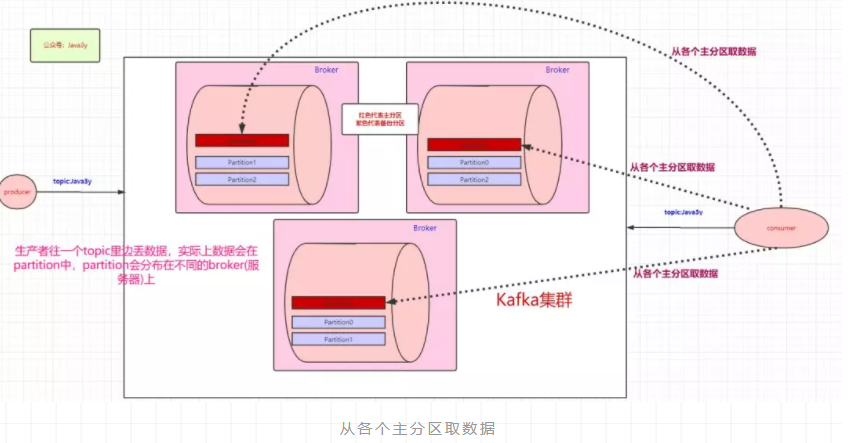 公众号：Java3y
从各个主分区取数据
Broker
Broker
红色代表主分区
紫色代表备份分区
Partition1
Partition2
Partition0
Partition2
从各个主分区取数据
producer
topic:Java3y
topic:Java3y
consumer
Broker
生产者往一个topic里边丢数据，实际上数据会在
partition中，partition会分布在不同的broker(服
务器)上
从各个主分区取数据
Kafka集群
Partition0
Partition1
从各个主分区取数据